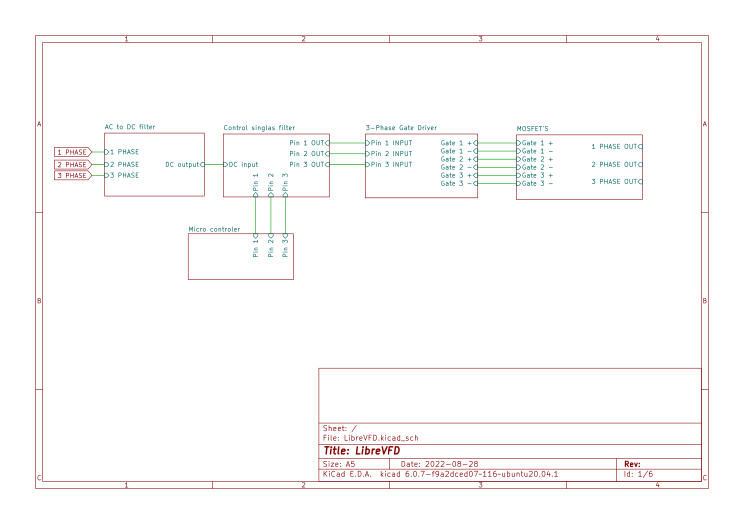 1 2 3 4
A A
AC to DC filter Control singlas filter 3-Phase Gate Driver MOSFET'S
Pin 1 OUT Pin 1 INPUT Gate 1 + Gate 1 +
1 PHASE 1 PHASE Pin 2 OUT Pin 2 INPUT Gate 1 - Gate 1 - 1 PHASE OUT
Gate 2 + Gate 2 +
2 PHASE 2 PHASE DC output DC input Pin 3 OUT Pin 3 INPUT Gate 2 - Gate 2 - 2 PHASE OUT
3 PHASE 3 PHASE Gate 3 + Gate 3 +
Gate 3 - Gate 3 - 3 PHASE OUT
Pin 1 Pin 2 Pin 3
Micro controler
Pin 1 Pin 2 Pin 3
B B
Sheet: /
File: LibreVFD.kicad_sch
Title: LibreVFD
Size: A5 Date: 2022-08-28 Rev:
KiCad E.D.A. kicad 6.0.7-f9a2dced07-116-ubuntu20.04.1 Id: 1/6
C C
1 2 3 4